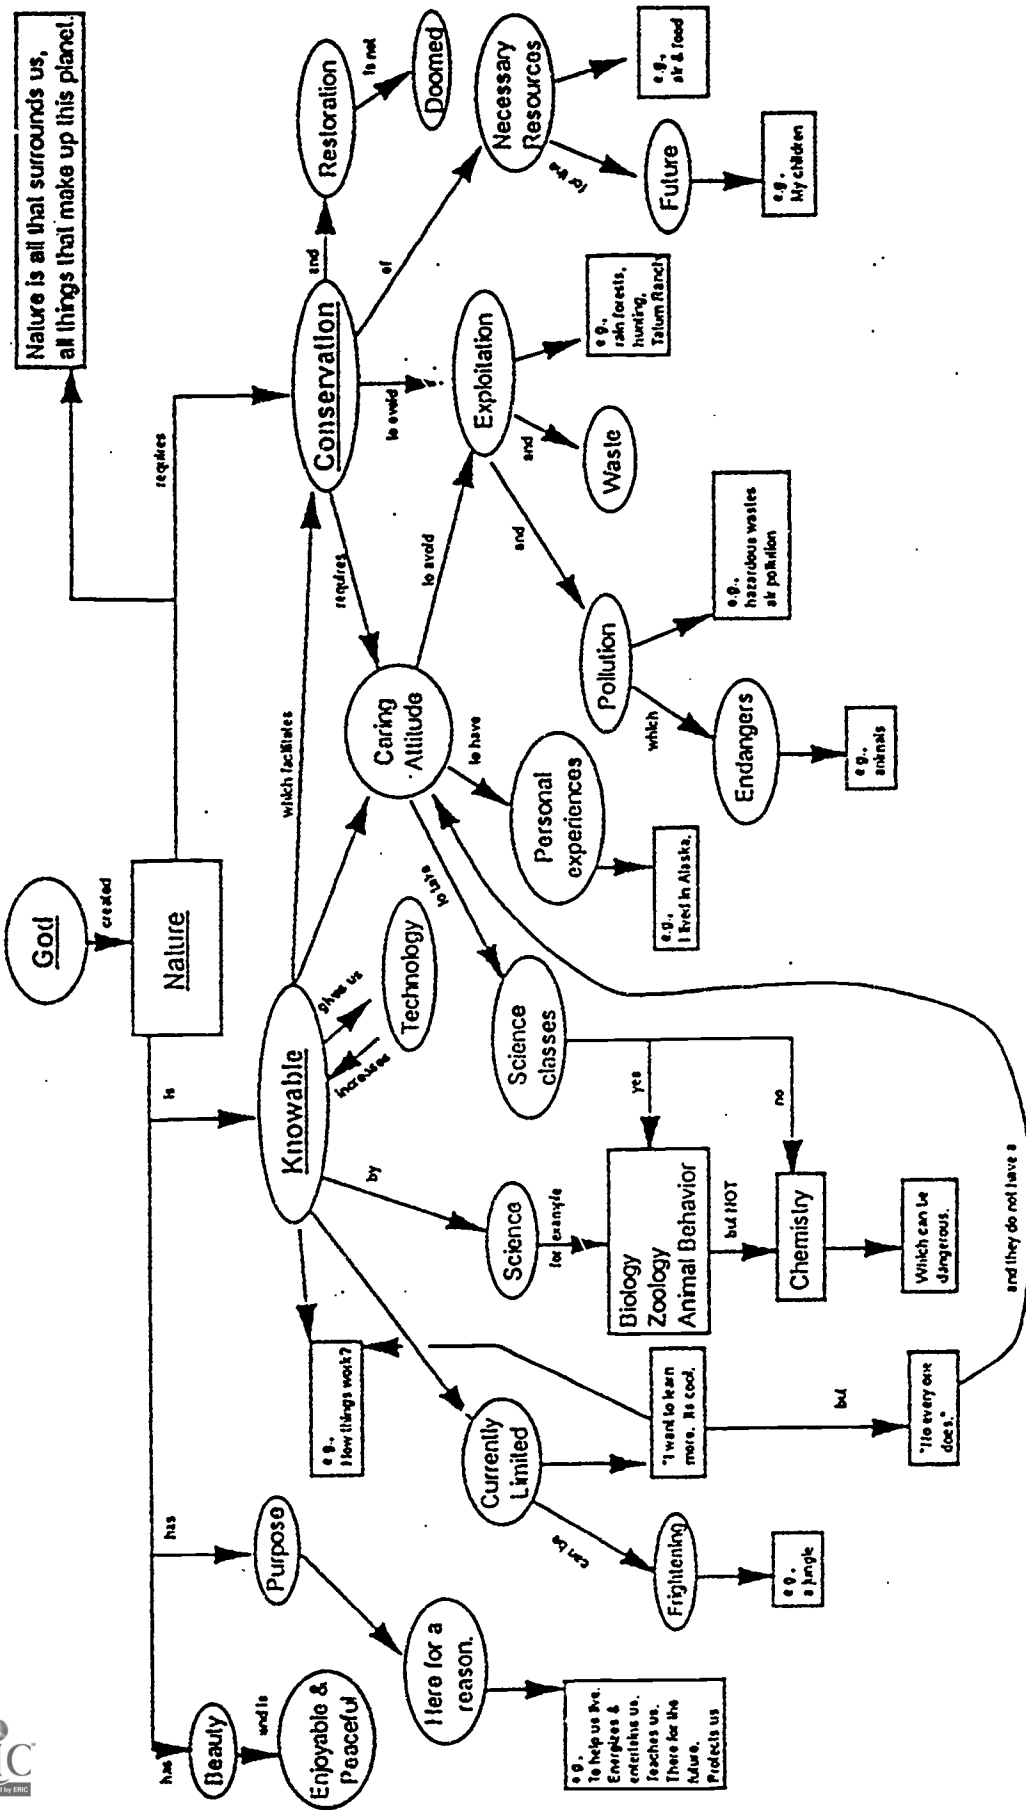 God
created
Nature
Nature is all that surrounds us,
all things that make up this planet.
requires
is
has
has
Beauty
and is
Enjoyable &
Peaceful
Purpose
Here for a
reason.
e g.,
To help us live.
Energizes &
entertains us.
Teaches us.
There for the
future.
Protects us
Knowable
which facilitates
gives us
increases
Technology
by
Science
for example
Biology
Zoology
Animal Behavior
but NOT
Chemistry
Which can be
dangerous.
e g.,
How things work?
Currently
Limited
can be
Frightening
e g.,
a jungle
"I want to learn
more. Its cool.
but
does."
and they do not have a
Caring
Attitude
to take
Science
classes
yes
no
to have
Personal
experiences
e.g.,
I lived in Alaska.
to avoid
Conservation
requires
to avoid
of
and
Restoration
is not
Doomed
Necessary
Resources
e.g.,
air & food
for the
Future
e.g.,
My children
Exploitation
e g.,
rain forests,
hunting,
Tatum Ranch
and
Waste
and
Pollution
e.g.,
hazardous wastes
air pollution
which
Endangers
e g.,
animals
IC
d by ERIC